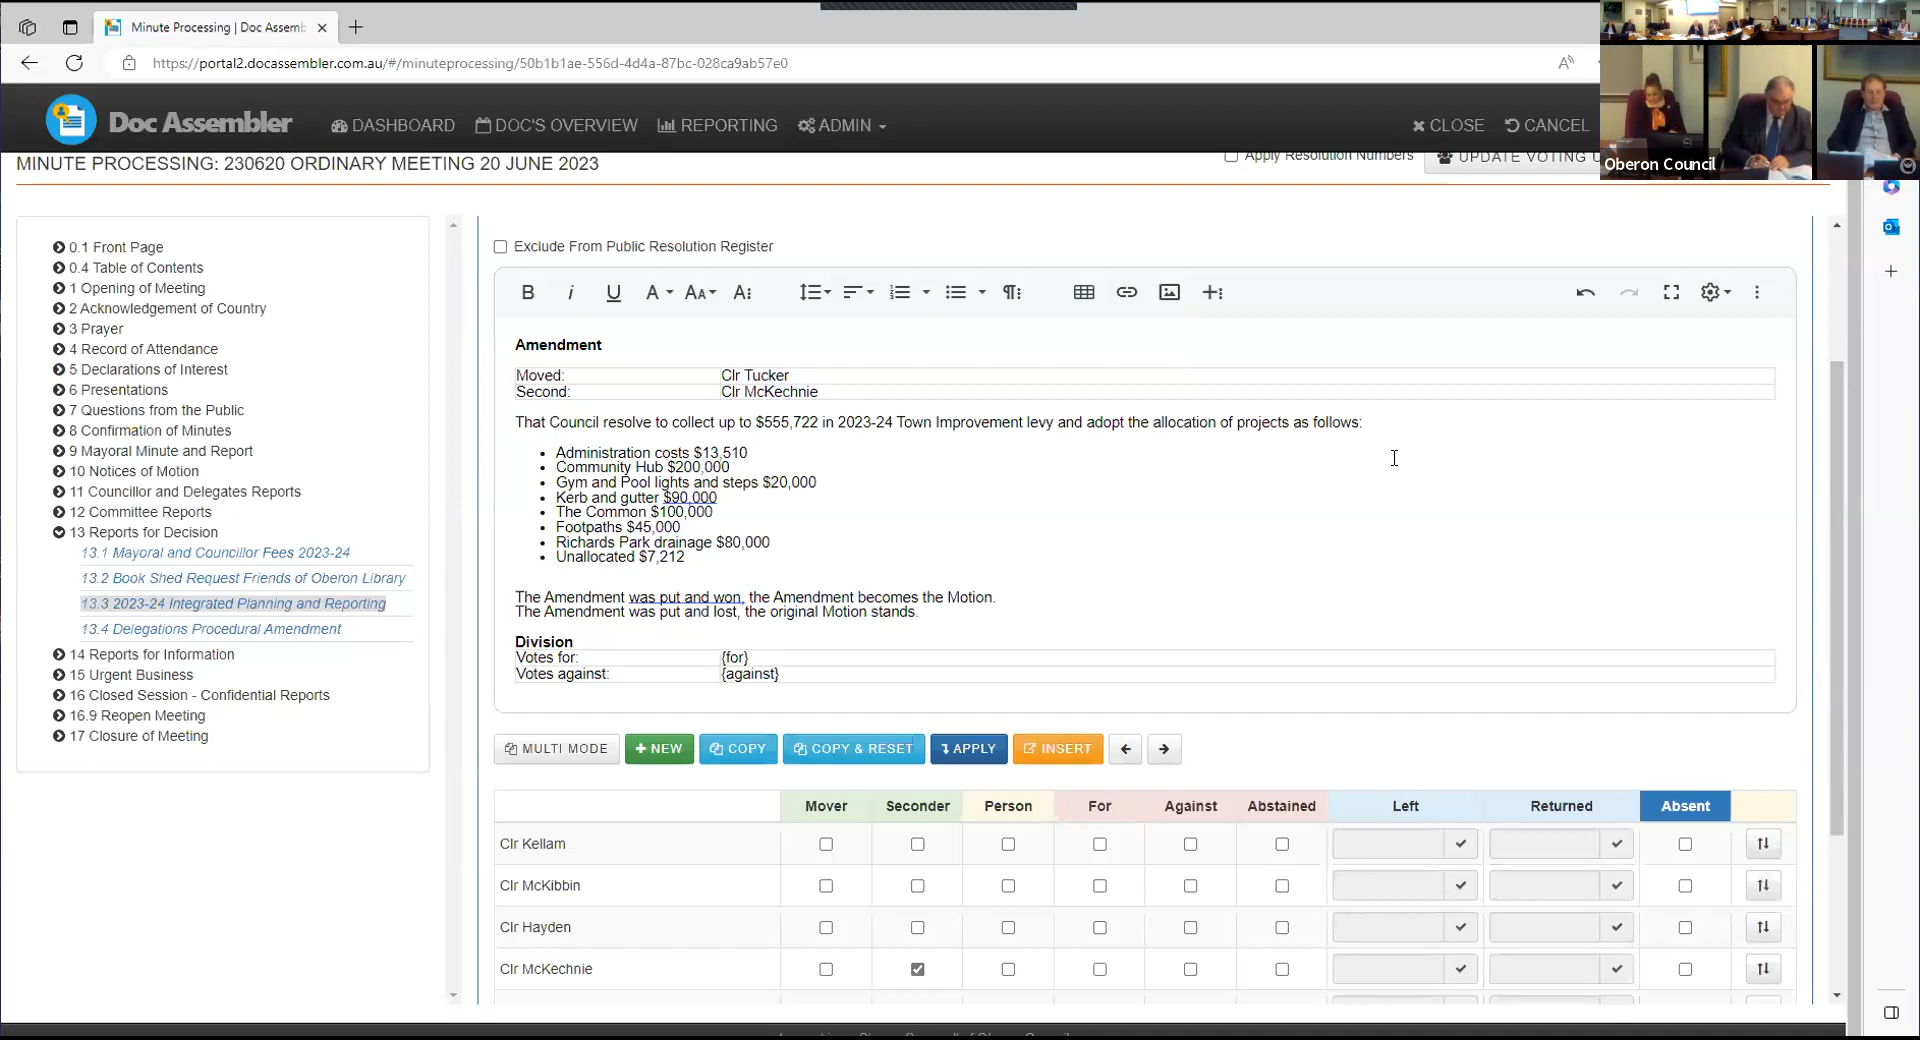 Minute Processing | Doc Assemb
https://portal2.docassembler.com.au/#/minuteprocessing/50b1b1ae-556d-4d4a-87bc-028ca9ab57e0
Doc Assembler
DASHBOARD
DOC'S OVERVIEW
REPORTING
ADMIN
CLOSE
CANCEL
Oberon Council
MINUTE PROCESSING: 230620 ORDINARY MEETING 20 JUNE 2023
Apply Resolution Numbers
UPDATE VOTING
0.1 Front Page
0.4 Table of Contents
1 Opening of Meeting
2 Acknowledgement of Country
3 Prayer
4 Record of Attendance
5 Declarations of Interest
6 Presentations
7 Questions from the Public
8 Confirmation of Minutes
9 Mayoral Minute and Report
10 Notices of Motion
11 Councillor and Delegates Reports
12 Committee Reports
13 Reports for Decision
13.1 Mayoral and Councillor Fees 2023-24
13.2 Book Shed Request Friends of Oberon Library
13.3 2023-24 Integrated Planning and Reporting
13.4 Delegations Procedural Amendment
14 Reports for Information
15 Urgent Business
16 Closed Session - Confidential Reports
16.9 Reopen Meeting
17 Closure of Meeting
Exclude From Public Resolution Register
Amendment
Moved: Clr Tucker
Second: Clr McKechnie
That Council resolve to collect up to $555,722 in 2023-24 Town Improvement levy and adopt the allocation of projects as follows:
• Administration costs $13,510
• Community Hub $200,000
• Gym and Pool lights and steps $20,000
• Kerb and gutter $90,000
• The Common $100,000
• Footpaths $45,000
• Richards Park drainage $80,000
• Unallocated $7,212
The Amendment was put and won, the Amendment becomes the Motion.
The Amendment was put and lost, the original Motion stands.
Division
Votes for: {for}
Votes against: {against}
MULTI MODE
NEW
COPY
COPY & RESET
APPLY
INSERT
Mover Seconder Person For Against Abstained Left Returned Absent
Clr Kellam
Clr McKibbin
Clr Hayden
Clr McKechnie